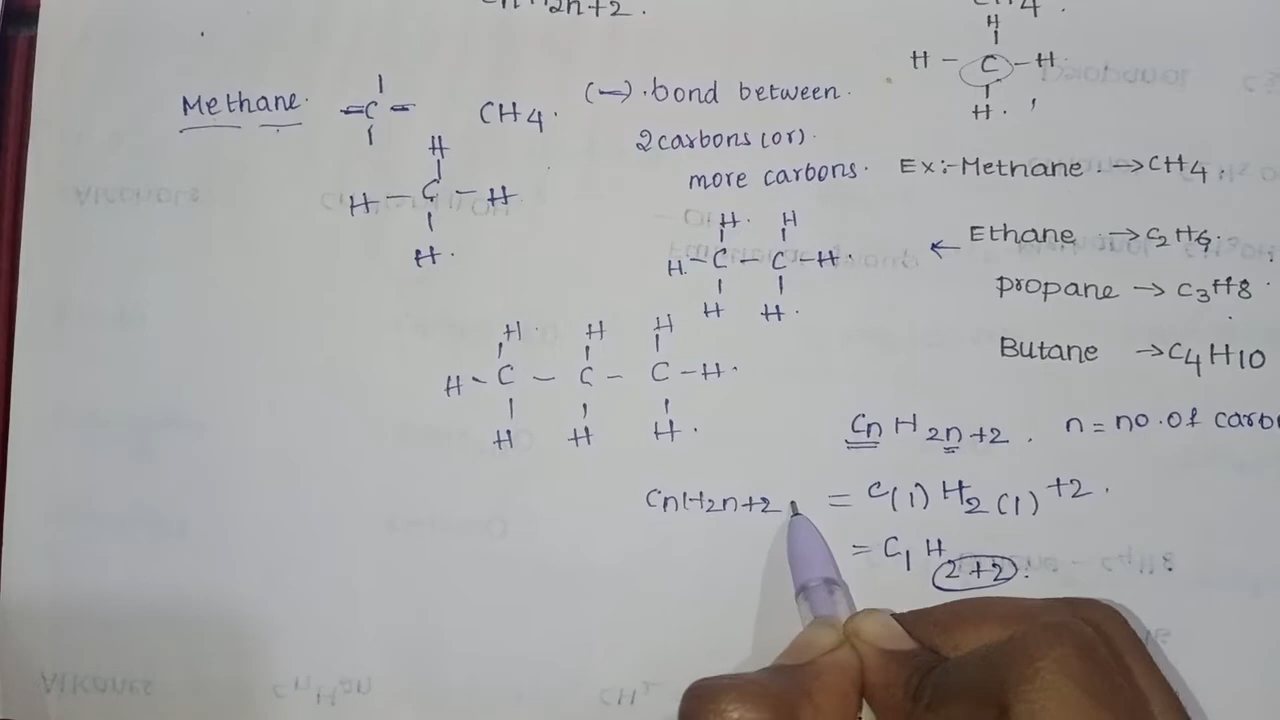 CnH2n+2.
CH4.
H
H - C - H.
H.
Methane. - C - CH4. (—) .bond between.
2 carbons (or).
more carbons. Ex:- Methane. → CH4.
H
H - C - H
H.
Ethane → C2H6.
propane → C3H8.
Butane → C4H10
H. H
H. - C - C - H.
H H.
H. H H
H - C - C - C - H.
H H H.
CnH2n+2. n = no. of carbo
CnH2n+2 = C(1) H2(1) +2.
= C1 H 2+2.